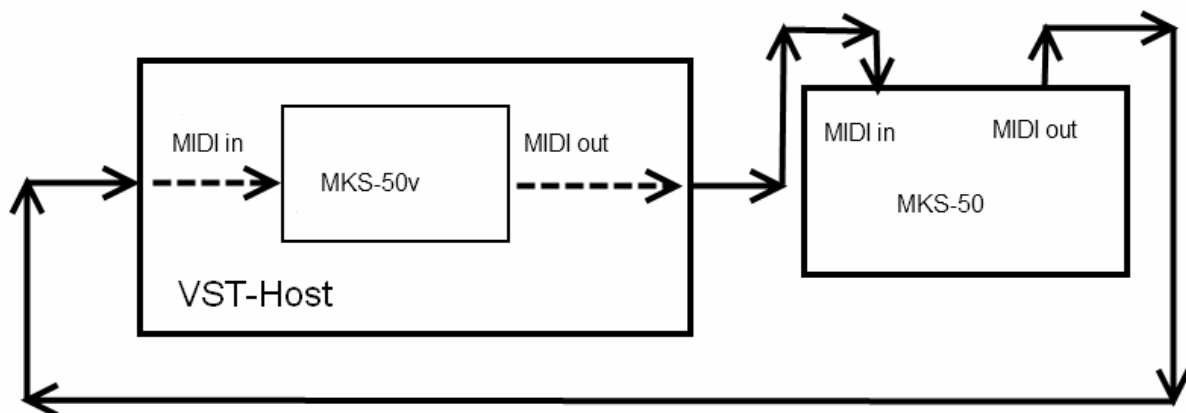 MIDI in
MIDI out
MKS-50v
VST-Host
MIDI in
MIDI out
MKS-50